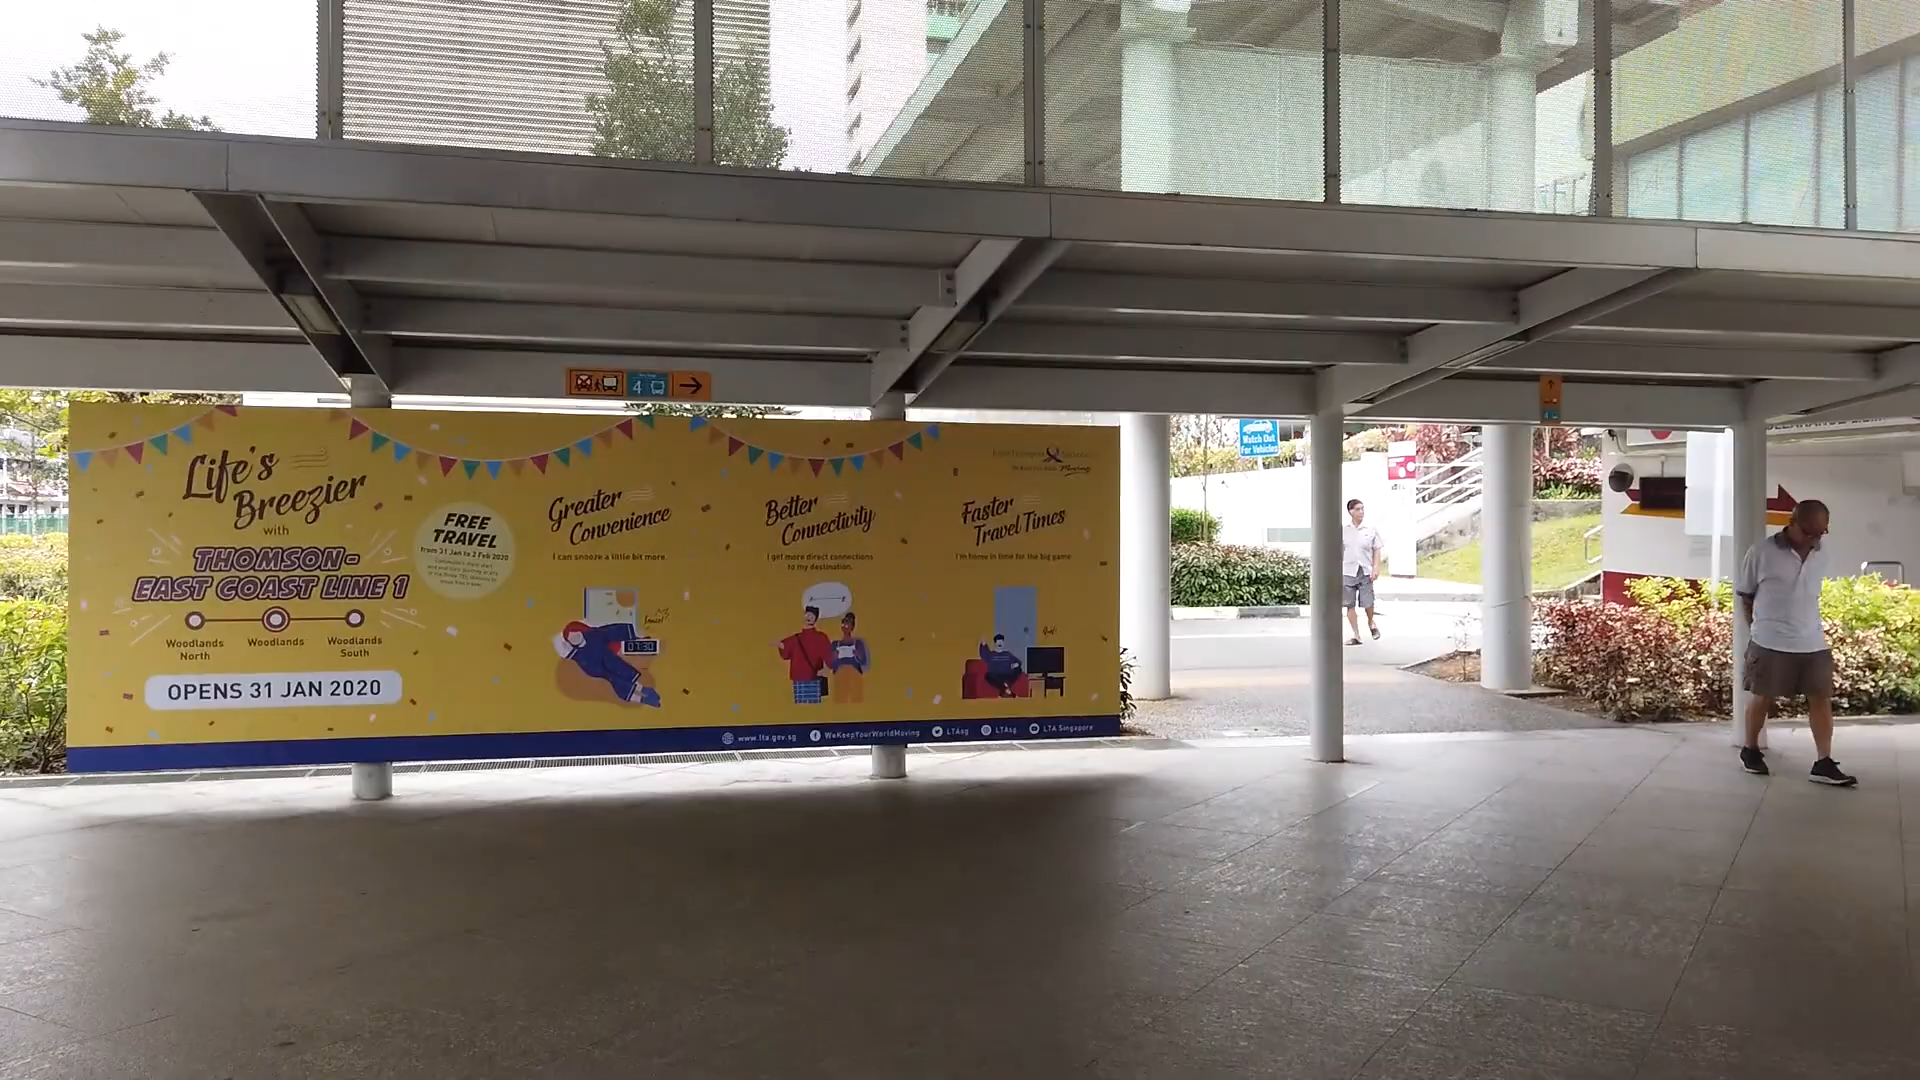 4
Watch Out
For Vehicles
Life's
Breezier
with
THOMSON-
EAST COAST LINE 1
Woodlands
North
Woodlands
Woodlands
South
OPENS 31 JAN 2020
FREE
TRAVEL
from 31 Jan to 2 Feb 2020
Greater
Convenience
I can snooze a little bit more.
07:30
Better
Connectivity
I get more direct connections
to my destination.
Faster
Travel Times
I'm home in time for the big game.
www.lta.gov.sg
WeKeepYourWorldMoving
LTAsg
LTAsg
LTA Singapore